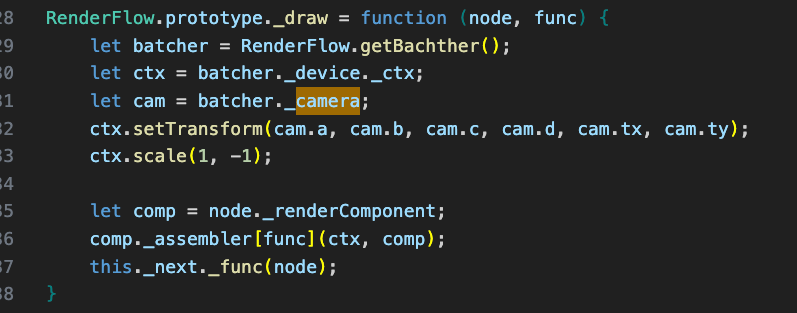 28 RenderFlow.prototype._draw = function (node, func) {
29     let batcher = RenderFlow.getBachther();
30     let ctx = batcher._device._ctx;
31     let cam = batcher._camera;
32     ctx.setTransform(cam.a, cam.b, cam.c, cam.d, cam.tx, cam.ty);
33     ctx.scale(1, -1);
34
35     let comp = node._renderComponent;
36     comp._assembler[func](ctx, comp);
37     this._next._func(node);
38 }